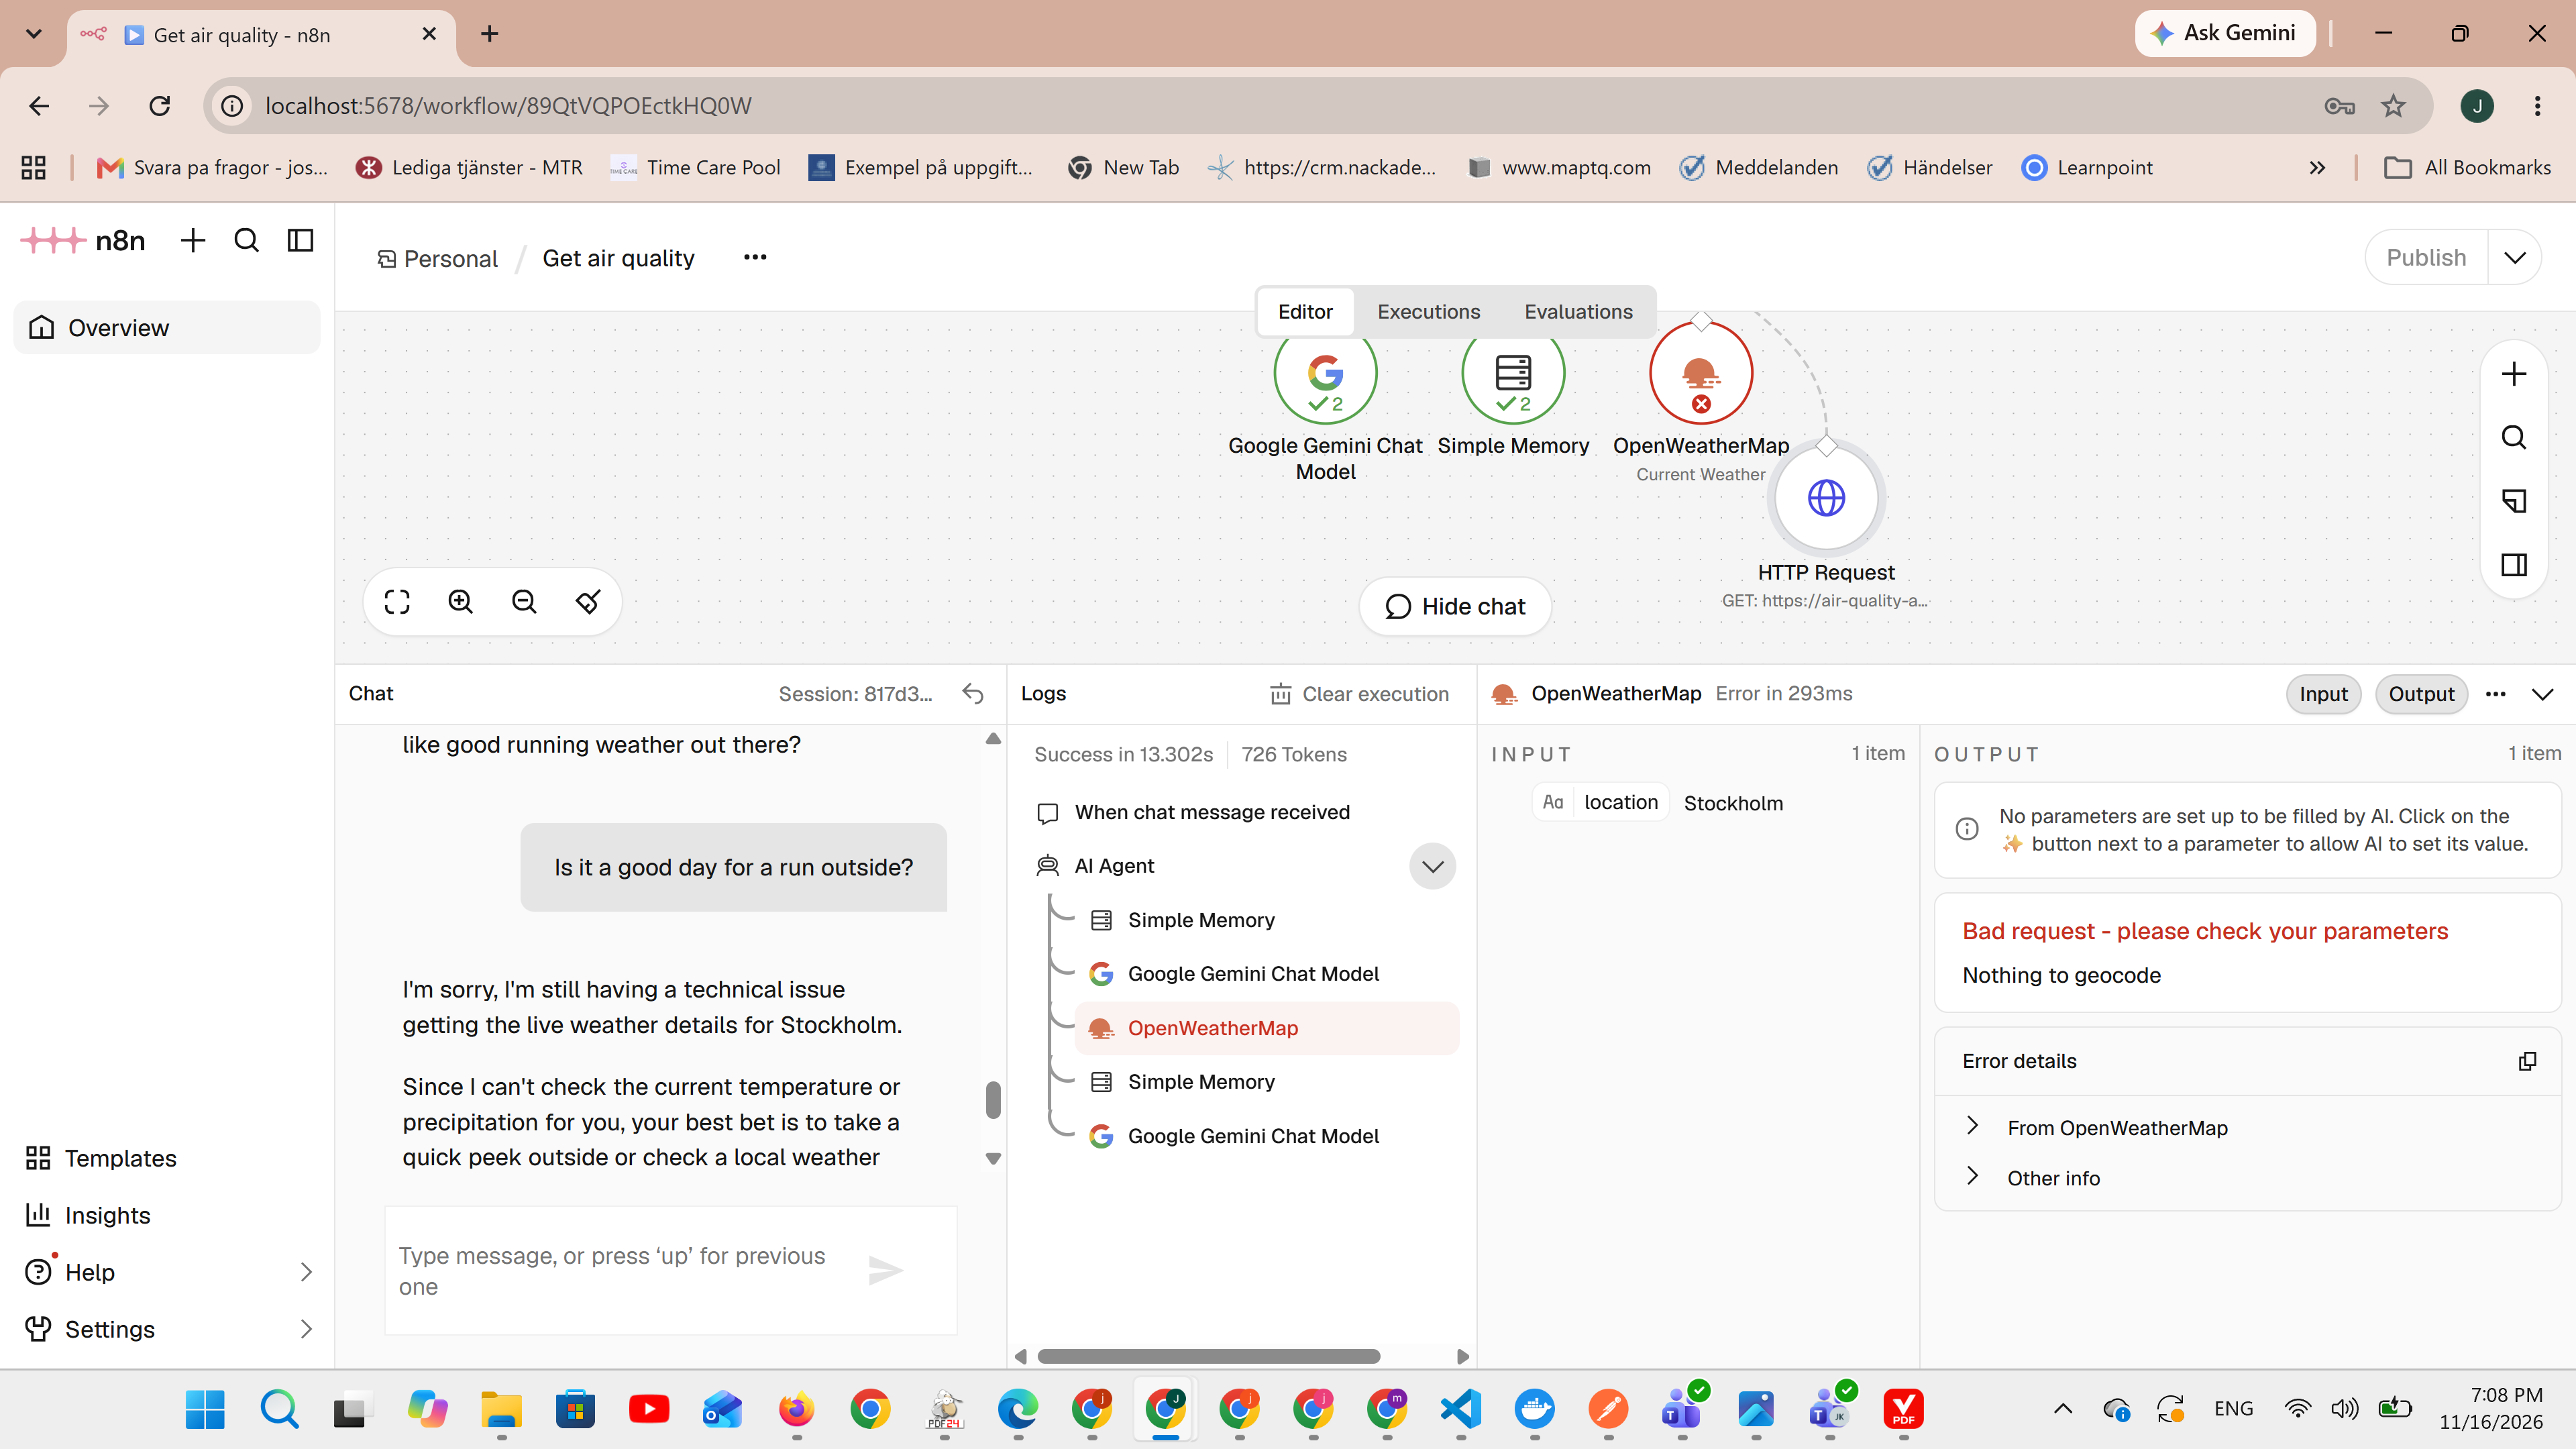 Get air quality - n8n
Ask Gemini
localhost:5678/workflow/89QtVQPOEctkHQ0W
J
Svara pa fragor - jos...
Lediga tjänster - MTR
TIME CARE
Time Care Pool
Exempel på uppgift...
New Tab
https://crm.nackade...
www.maptq.com
Meddelanden
Händelser
Learnpoint
All Bookmarks
n8n
Personal / Get air quality
Publish
Overview
Editor
Executions
Evaluations
2
2
Google Gemini Chat
Model
Simple Memory
OpenWeatherMap
Current Weather
HTTP Request
GET: https://air-quality-a...
Hide chat
Chat
Session: 817d3...
like good running weather out there?
Is it a good day for a run outside?
I'm sorry, I'm still having a technical issue
getting the live weather details for Stockholm.
Since I can't check the current temperature or
precipitation for you, your best bet is to take a
quick peek outside or check a local weather
Type message, or press ‘up’ for previous
one
Logs
Clear execution
Success in 13.302s
726 Tokens
When chat message received
AI Agent
Simple Memory
Google Gemini Chat Model
OpenWeatherMap
Simple Memory
Google Gemini Chat Model
OpenWeatherMap
Error in 293ms
Input
Output
INPUT
1 item
Aa
location
Stockholm
OUTPUT
1 item
No parameters are set up to be filled by AI. Click on the
✨ button next to a parameter to allow AI to set its value.
Bad request - please check your parameters
Nothing to geocode
Error details
From OpenWeatherMap
Other info
Templates
Insights
Help
Settings
PDF24
j
J
j
j
m
T
T
JK
PDF
ENG
7:08 PM
11/16/2026